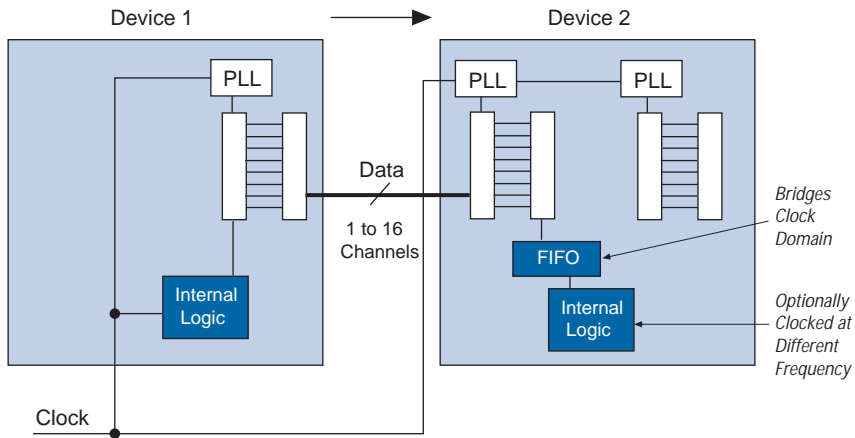 Device 1
Device 2
PLL
PLL
PLL
Data
1 to 16
Channels
Bridges
Clock
Domain
FIFO
Internal
Logic
Internal
Logic
Optionally
Clocked at
Different
Frequency
Clock